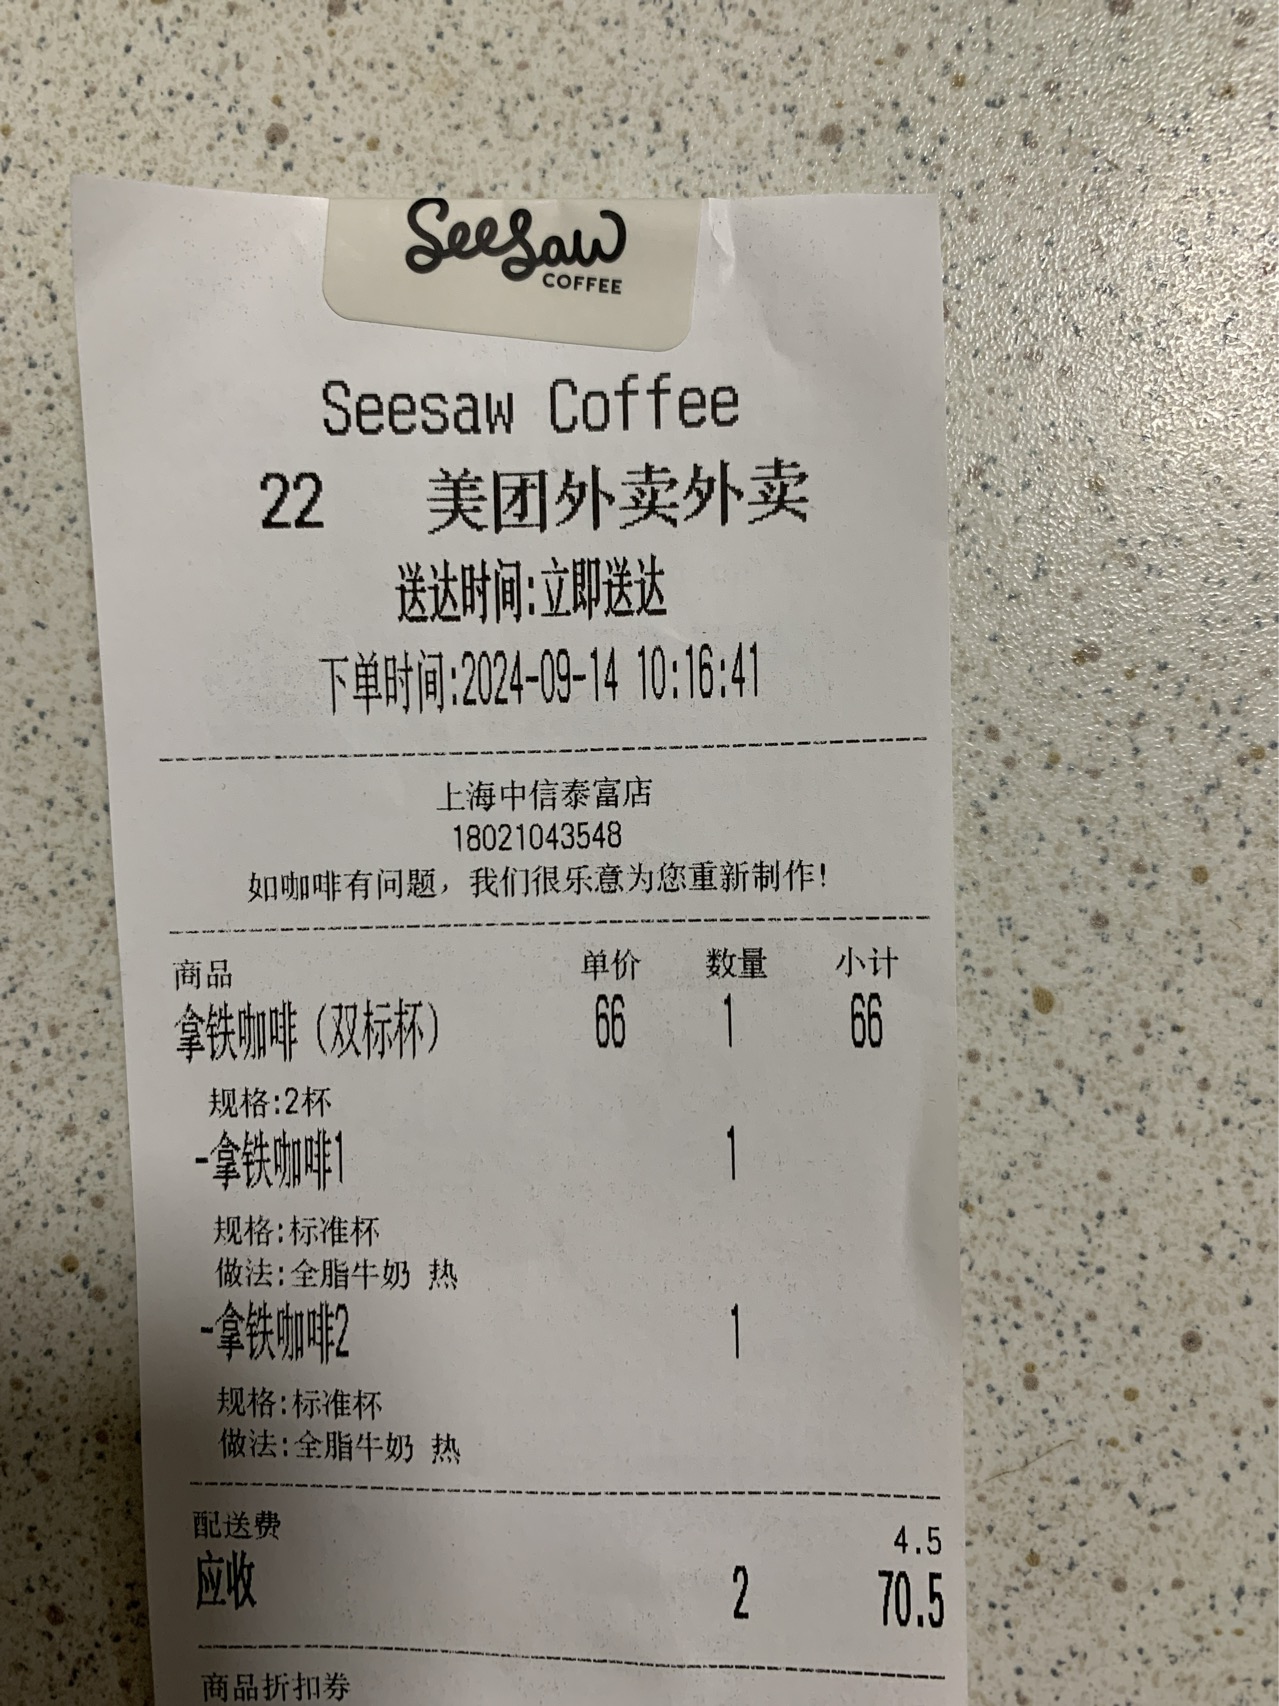 Seesaw
COFFEE
Seesaw Coffee
22 美团外卖外卖
送达时间:立即送达
下单时间:2024-09-14 10:16:41
上海中信泰富店
18021043548
如咖啡有问题，我们很乐意为您重新制作!
商品 单价 数量 小计
拿铁咖啡（双标杯） 66 1 66
规格:2杯
-拿铁咖啡1 1
规格:标准杯
做法:全脂牛奶 热
-拿铁咖啡2 1
规格:标准杯
做法:全脂牛奶 热
配送费 4.5
应收 2 70.5
商品折扣券